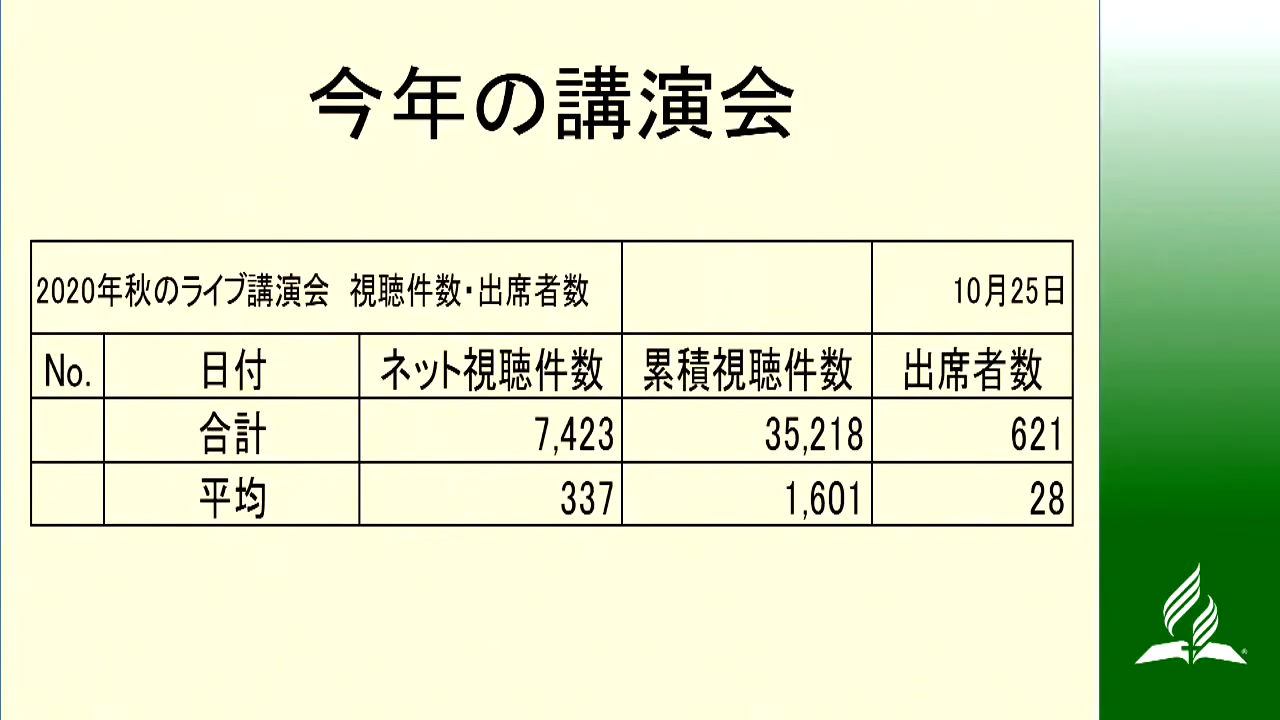 今年の講演会
2020年秋のライブ講演会 視聴件数・出席者数 10月25日
No. 日付 ネット視聴件数 累積視聴件数 出席者数
合計 7,423 35,218 621
平均 337 1,601 28